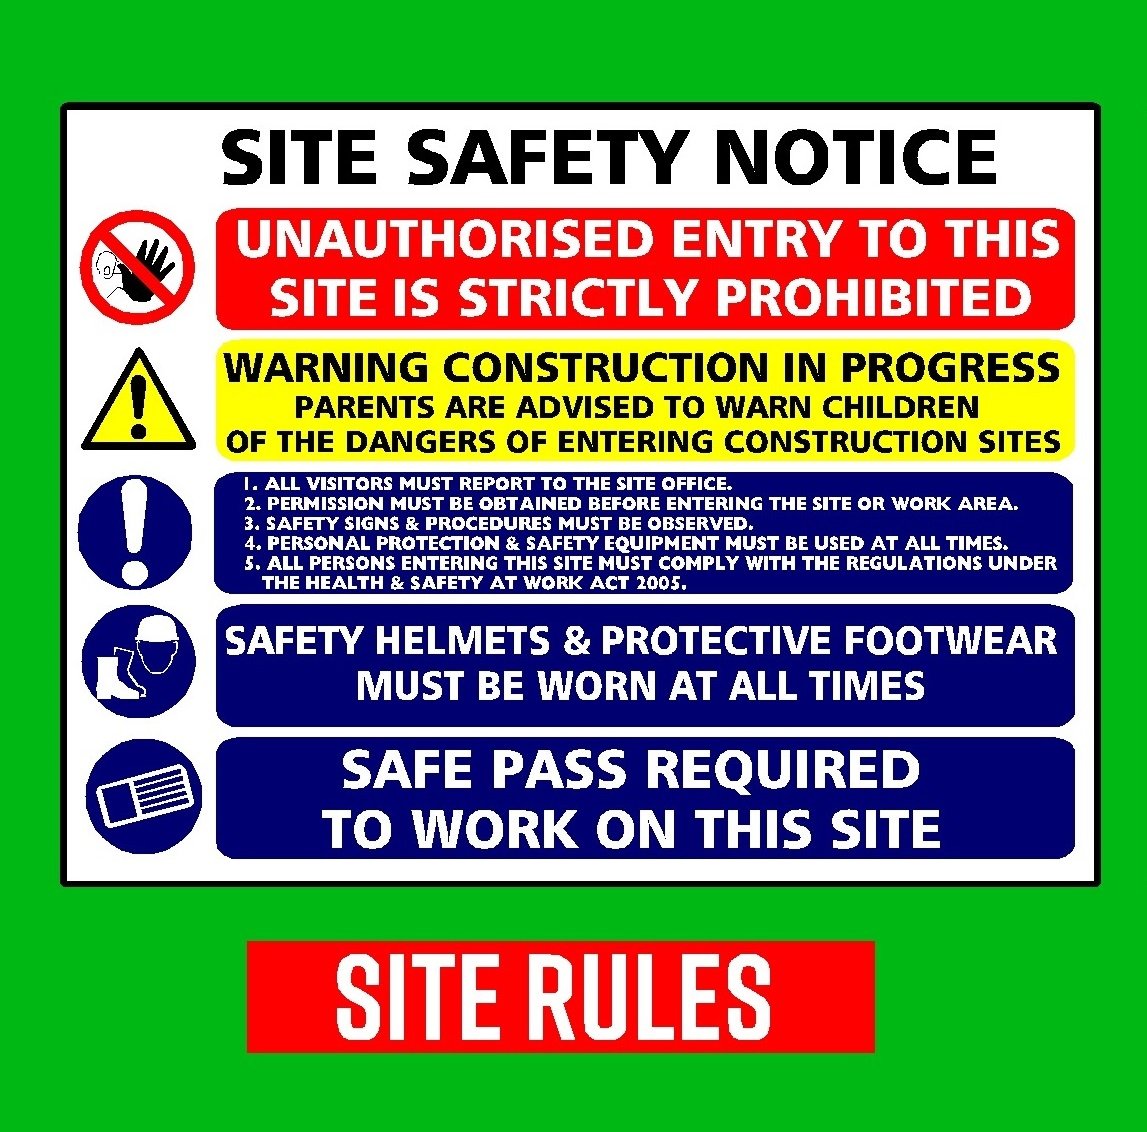 SITE SAFETY NOTICE
UNAUTHORISED ENTRY TO THIS
SITE IS STRICTLY PROHIBITED
WARNING CONSTRUCTION IN PROGRESS
PARENTS ARE ADVISED TO WARN CHILDREN
OF THE DANGERS OF ENTERING CONSTRUCTION SITES
1. ALL VISITORS MUST REPORT TO THE SITE OFFICE.
2. PERMISSION MUST BE OBTAINED BEFORE ENTERING THE SITE OR WORK AREA.
3. SAFETY SIGNS & PROCEDURES MUST BE OBSERVED.
4. PERSONAL PROTECTION & SAFETY EQUIPMENT MUST BE USED AT ALL TIMES.
5. ALL PERSONS ENTERING THIS SITE MUST COMPLY WITH THE REGULATIONS UNDER
THE HEALTH & SAFETY AT WORK ACT 2005.
SAFETY HELMETS & PROTECTIVE FOOTWEAR
MUST BE WORN AT ALL TIMES
SAFE PASS REQUIRED
TO WORK ON THIS SITE
SITE RULES